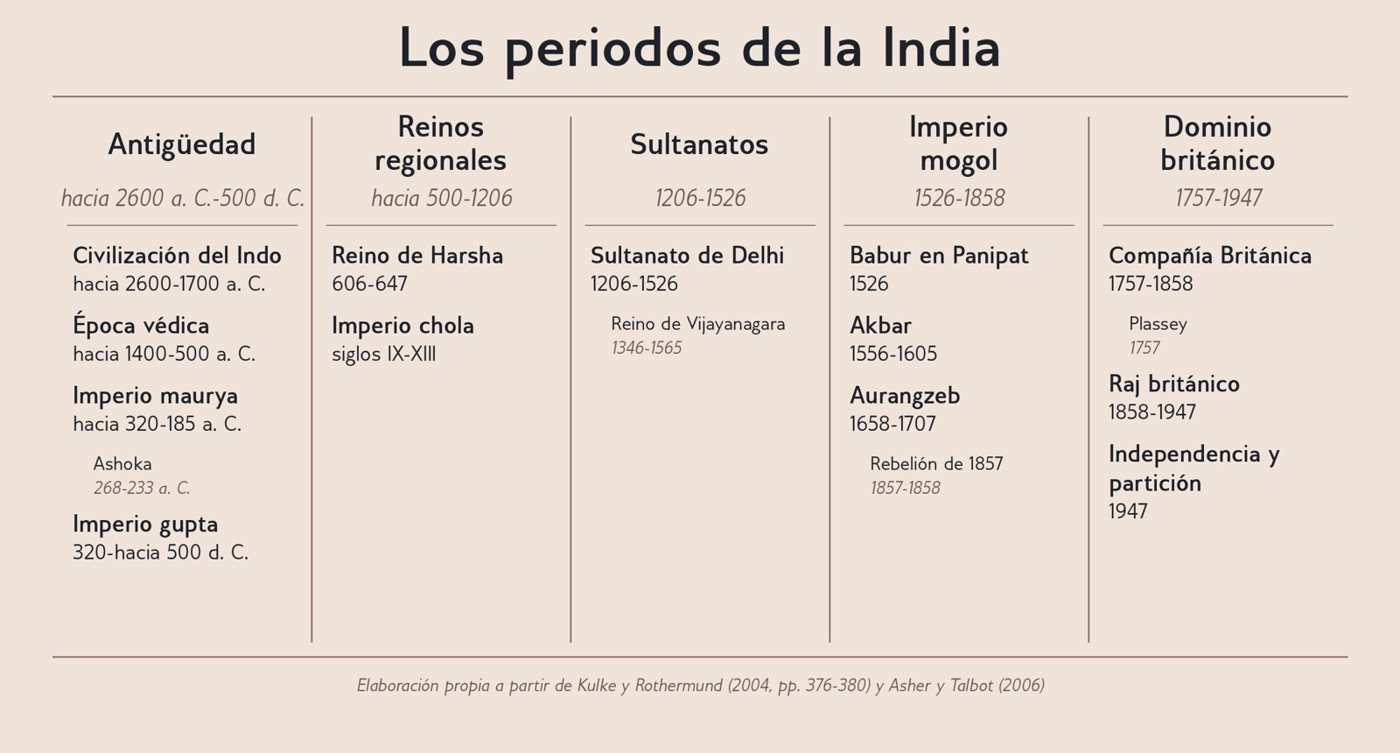 Los periodos de la India
Antigüedad
hacia 2600 a. C.-500 d. C.
Civilización del Indo
hacia 2600-1700 a. C.
Época védica
hacia 1400-500 a. C.
Imperio maurya
hacia 320-185 a. C.
Ashoka
268-233 a. C.
Imperio gupta
320-hacia 500 d. C.
Reinos
regionales
hacia 500-1206
Reino de Harsha
606-647
Imperio chola
siglos IX-XIII
Sultanatos
1206-1526
Sultanato de Delhi
1206-1526
Reino de Vijayanagara
1346-1565
Imperio
mogol
1526-1858
Babur en Panipat
1526
Akbar
1556-1605
Aurangzeb
1658-1707
Rebelión de 1857
1857-1858
Dominio
británico
1757-1947
Compañía Británica
1757-1858
Plassey
1757
Raj británico
1858-1947
Independencia y
partición
1947
Elaboración propia a partir de Kulke y Rothermund (2004, pp. 376-380) y Asher y Talbot (2006)